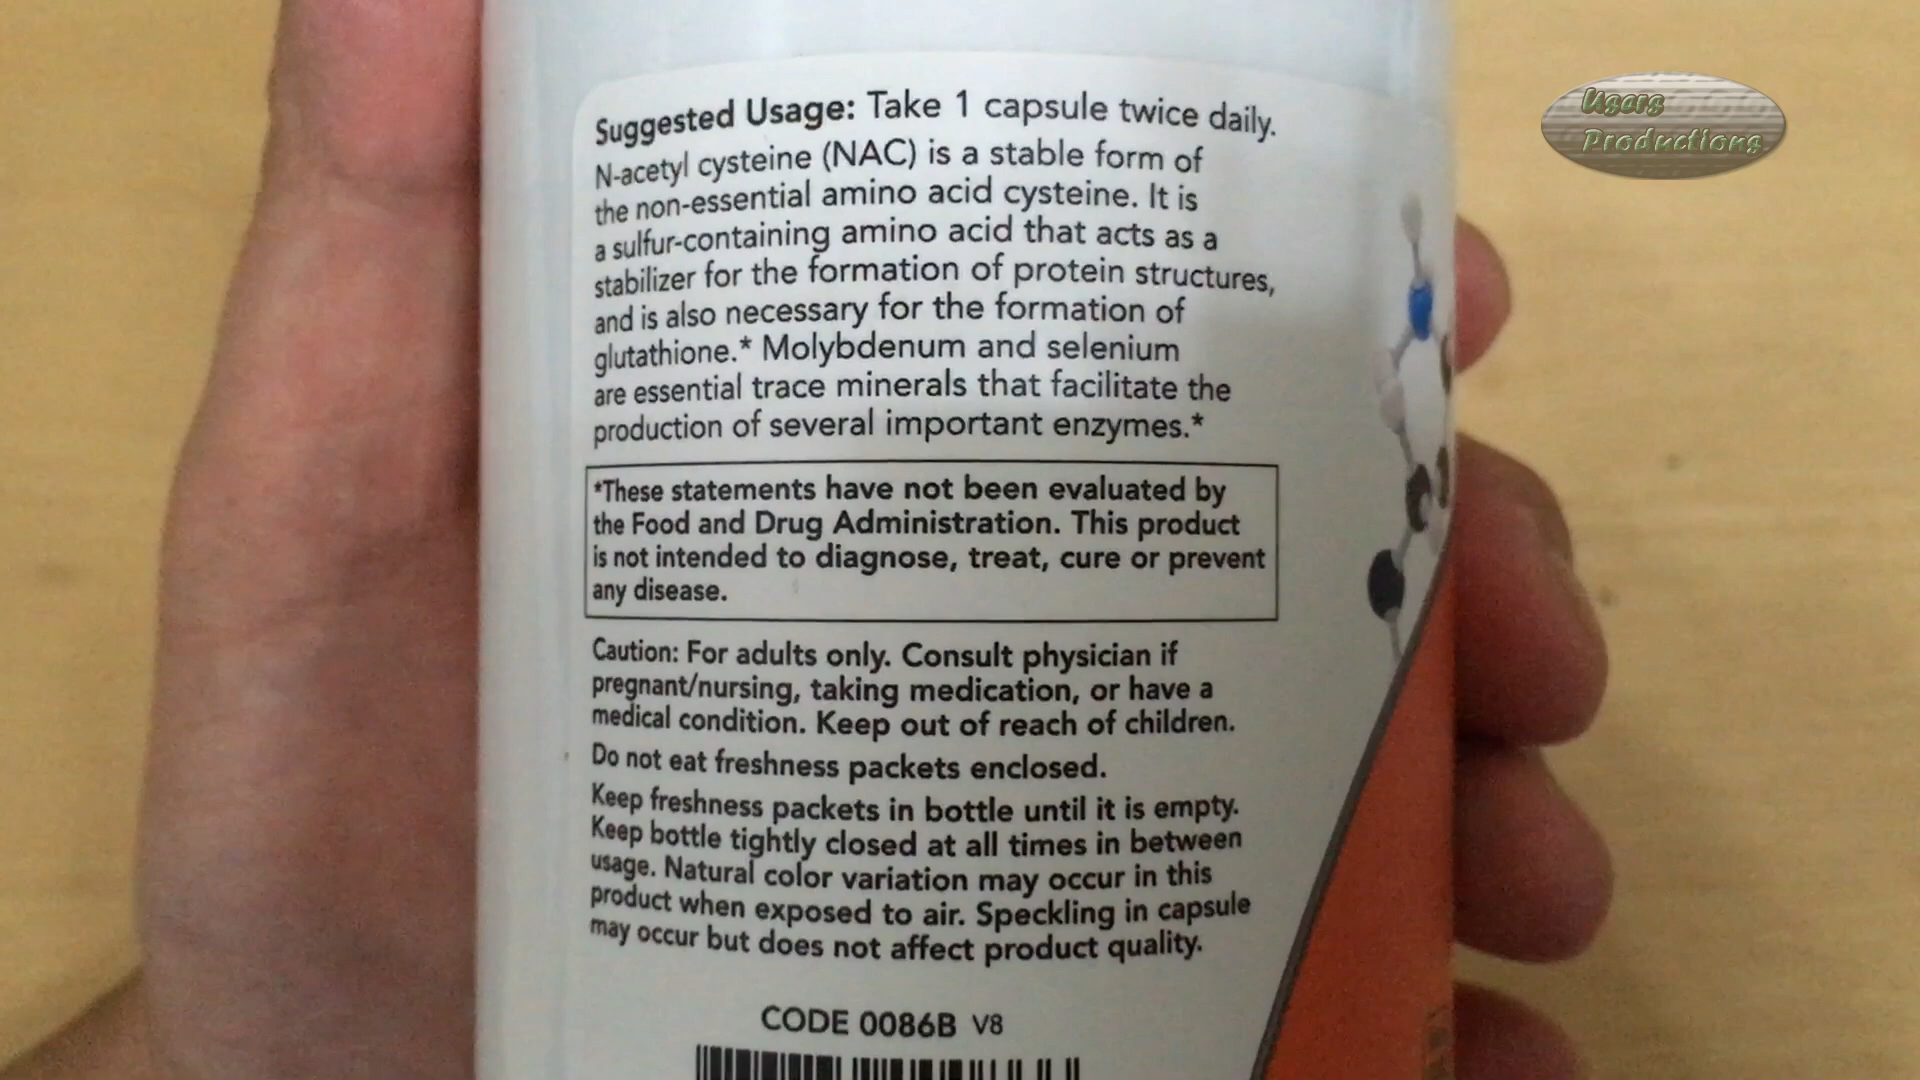 Users
Productions
Suggested Usage: Take 1 capsule twice daily.
N-acetyl cysteine (NAC) is a stable form of
the non-essential amino acid cysteine. It is
a sulfur-containing amino acid that acts as a
stabilizer for the formation of protein structures,
and is also necessary for the formation of
glutathione.* Molybdenum and selenium
are essential trace minerals that facilitate the
production of several important enzymes.*
*These statements have not been evaluated by
the Food and Drug Administration. This product
is not intended to diagnose, treat, cure or prevent
any disease.
Caution: For adults only. Consult physician if
pregnant/nursing, taking medication, or have a
medical condition. Keep out of reach of children.
Do not eat freshness packets enclosed.
Keep freshness packets in bottle until it is empty.
Keep bottle tightly closed at all times in between
usage. Natural color variation may occur in this
product when exposed to air. Speckling in capsule
may occur but does not affect product quality.
CODE 0086B V8